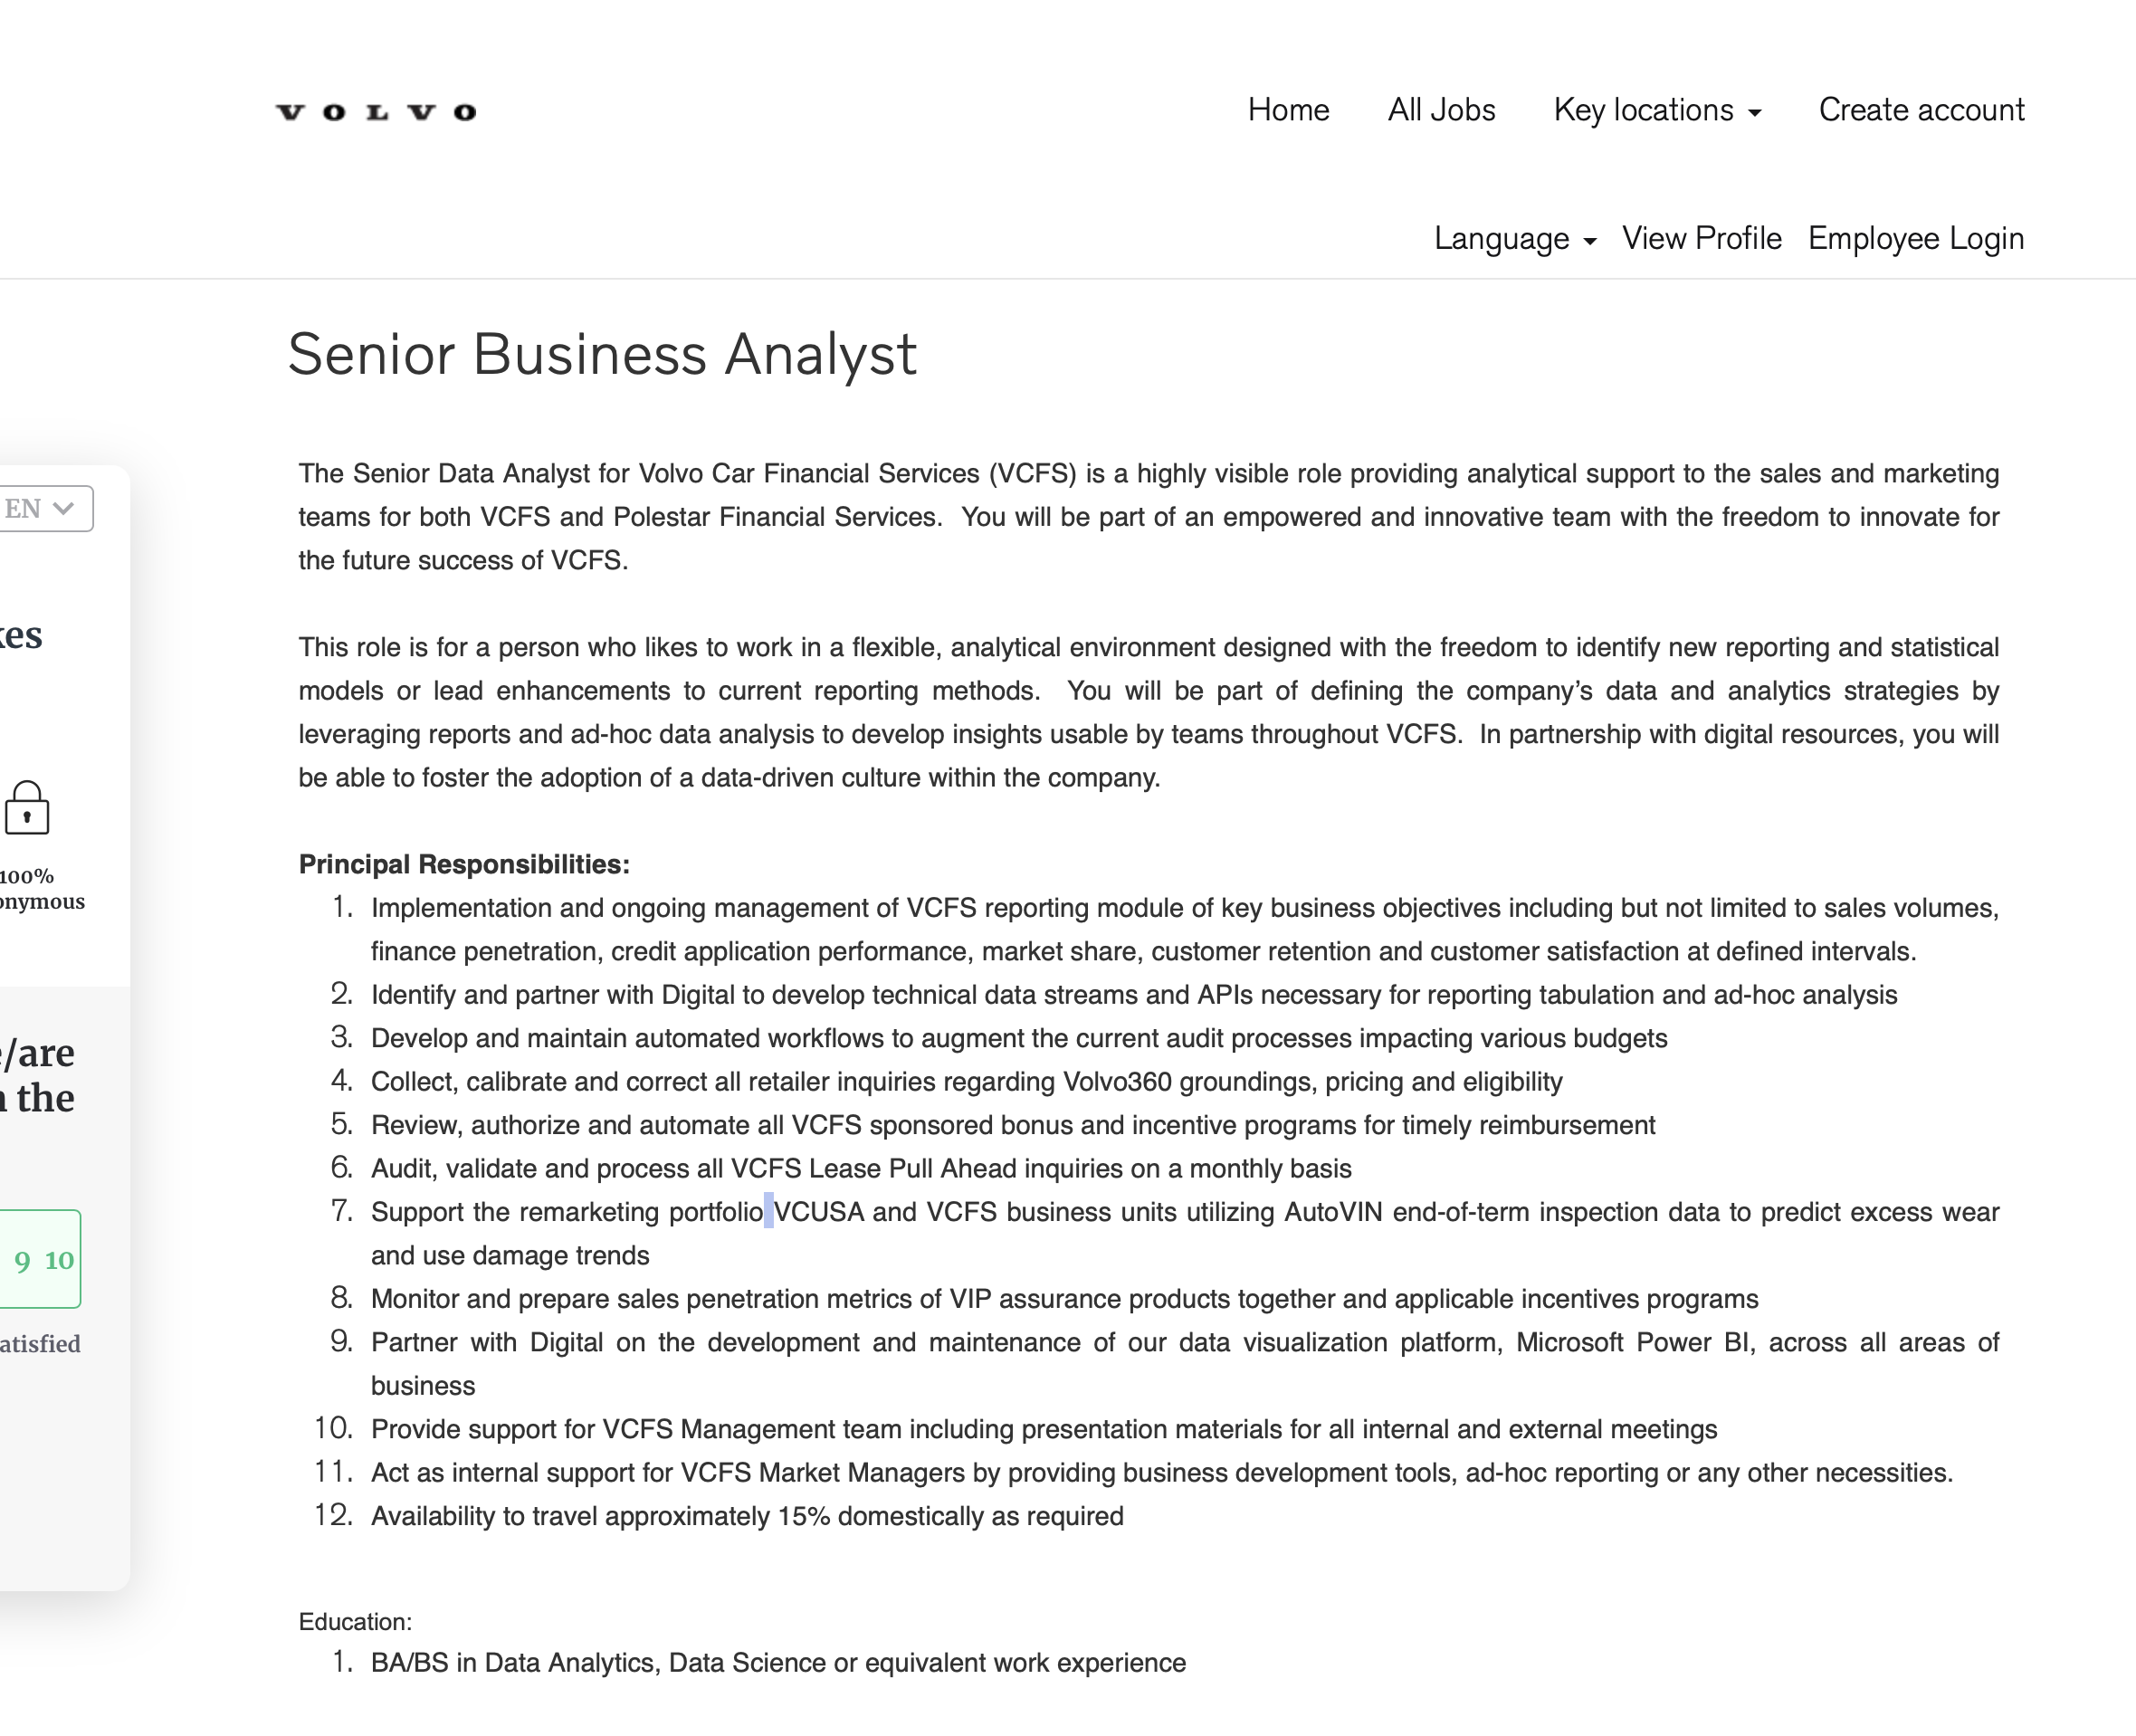 VOLVO
Home All Jobs Key locations Create account
Language View Profile Employee Login
Senior Business Analyst
The Senior Data Analyst for Volvo Car Financial Services (VCFS) is a highly visible role providing analytical support to the sales and marketing
teams for both VCFS and Polestar Financial Services. You will be part of an empowered and innovative team with the freedom to innovate for
the future success of VCFS.
This role is for a person who likes to work in a flexible, analytical environment designed with the freedom to identify new reporting and statistical
models or lead enhancements to current reporting methods. You will be part of defining the company’s data and analytics strategies by
leveraging reports and ad-hoc data analysis to develop insights usable by teams throughout VCFS. In partnership with digital resources, you will
be able to foster the adoption of a data-driven culture within the company.
Principal Responsibilities:
1. Implementation and ongoing management of VCFS reporting module of key business objectives including but not limited to sales volumes,
finance penetration, credit application performance, market share, customer retention and customer satisfaction at defined intervals.
2. Identify and partner with Digital to develop technical data streams and APIs necessary for reporting tabulation and ad-hoc analysis
3. Develop and maintain automated workflows to augment the current audit processes impacting various budgets
4. Collect, calibrate and correct all retailer inquiries regarding Volvo360 groundings, pricing and eligibility
5. Review, authorize and automate all VCFS sponsored bonus and incentive programs for timely reimbursement
6. Audit, validate and process all VCFS Lease Pull Ahead inquiries on a monthly basis
7. Support the remarketing portfolio VCUSA and VCFS business units utilizing AutoVIN end-of-term inspection data to predict excess wear
and use damage trends
8. Monitor and prepare sales penetration metrics of VIP assurance products together and applicable incentives programs
9. Partner with Digital on the development and maintenance of our data visualization platform, Microsoft Power BI, across all areas of
business
10. Provide support for VCFS Management team including presentation materials for all internal and external meetings
11. Act as internal support for VCFS Market Managers by providing business development tools, ad-hoc reporting or any other necessities.
12. Availability to travel approximately 15% domestically as required
Education:
1. BA/BS in Data Analytics, Data Science or equivalent work experience
EN
kes
100%
onymous
e/are
n the
9 10
atisfied